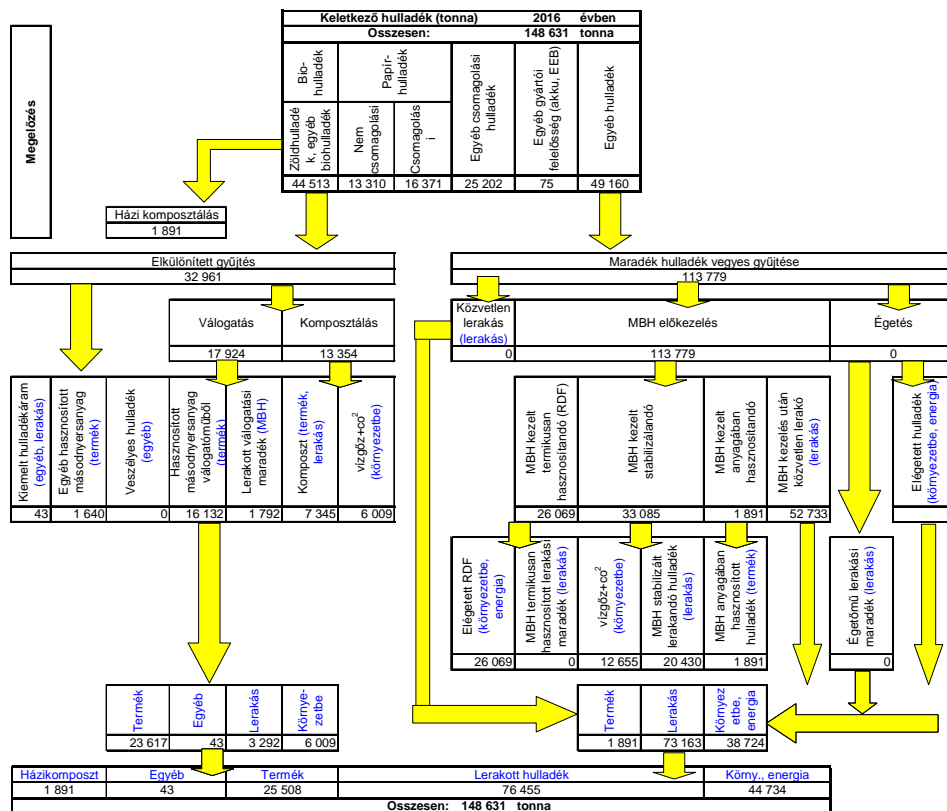 Keletkező hulladék (tonna) 2016 évben
Összesen: 148 631 tonna
Megelőzés
Bio-
hulladék
Papír-
hulladék
Zöldhulladé
k, egyéb
biohulladék
Nem
csomagolási
Csomagolás
i
Egyéb csomagolási
hulladék
Egyéb gyártói
felelősség (akku, EEB)
Egyéb hulladék
44 513 13 310 16 371 25 202 75 49 160
Házi komposztálás
1 891
Elkülönített gyűjtés
32 961
Maradék hulladék vegyes gyűjtése
113 779
Válogatás
Komposztálás
17 924 13 354
Közvetlen
lerakás
(lerakás)
MBH előkezelés
Égetés
0 113 779 0
Kiemelt hulladékáram
(egyéb, lerakás)
Egyéb hasznosított
másodnyersanyag
(termék)
Veszélyes hulladék
(egyéb)
Hasznosított
másodnyersanyag
válogatóműből
(termék)
Lerakott válogatási
maradék (MBH)
Komposzt (termék,
lerakás)
vízgőz+co²
(környezetbe)
43 1 640 0 16 132 1 792 7 345 6 009
MBH kezelt
termikusan
hasznosítandó (RDF)
MBH kezelt
stabilizálandó
MBH kezelt
anyagában
hasznosítandó
MBH kezelés után
közvetlen lerakó
(lerakás)
Elégetett hulladék
(környezetbe, energia)
26 069 33 085 1 891 52 733
Elégetett RDF
(környezetbe,
energia)
MBH termikusan
hasznosított lerakási
maradék (lerakás)
vízgőz+co²
(környezetbe)
MBH stabilizált
lerakandó hulladék
(lerakás)
MBH anyagában
hasznosított
hulladék (termék)
Égetőmű lerakási
maradék (lerakás)
26 069 0 12 655 20 430 1 891 0
Termék
Egyéb
Lerakás
Környe-
zetbe
23 617 43 3 292 6 009
Termék
Lerakás
Környez
etbe,
energia
1 891 73 163 38 724
Házikomposzt Egyéb Termék Lerakott hulladék Körny., energia
1 891 43 25 508 76 455 44 734
Összesen: 148 631 tonna